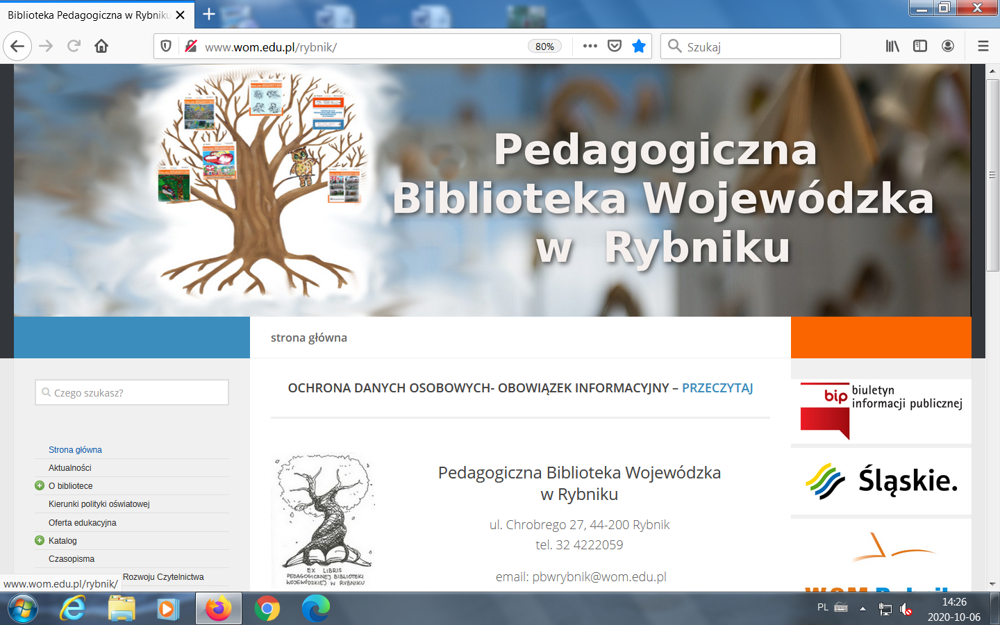 Biblioteka Pedagogiczna w Rybniku
www.wom.edu.pl/rybnik/
80%
Szukaj
Pedagogiczna
Biblioteka Wojewódzka
w Rybniku
strona główna
OCHRONA DANYCH OSOBOWYCH- OBOWIĄZEK INFORMACYJNY – PRZECZYTAJ
Czego szukasz?
Strona główna
Aktualności
O bibliotece
Kierunki polityki oświatowej
Oferta edukacyjna
Katalog
Czasopisma
Rozwoju Czytelnictwa
www.wom.edu.pl/rybnik/
EX LIBRIS
PEDAGOGICZNEJ BIBLIOTEKI
WOJEWÓDZKIEJ W RYBNIKU
Pedagogiczna Biblioteka Wojewódzka
w Rybniku
ul. Chrobrego 27, 44-200 Rybnik
tel. 32 4222059
email: pbwrybnik@wom.edu.pl
bip biuletyn
informacji publicznej
Śląskie.
WOM Rybnik
PL
14:26
2020-10-06